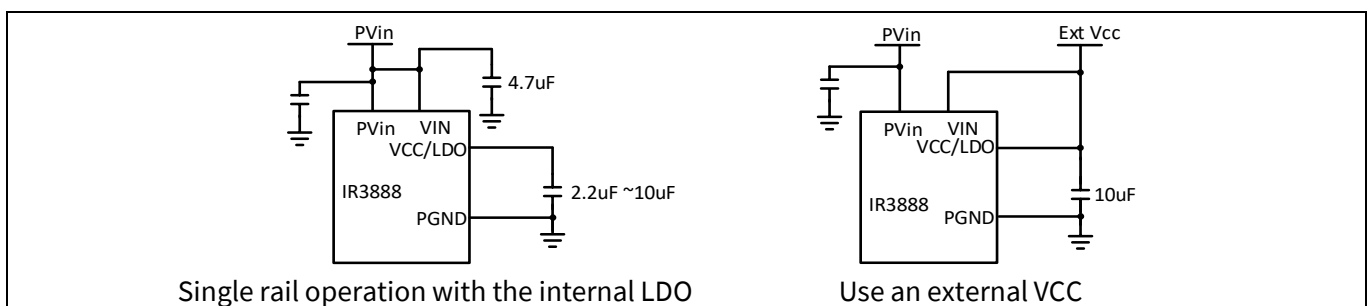 PVin
4.7uF
PVin VIN
VCC/LDO
IR3888
2.2uF ~10uF
PGND
Single rail operation with the internal LDO
PVin
Ext Vcc
PVin VIN
VCC/LDO
IR3888
10uF
PGND
Use an external VCC